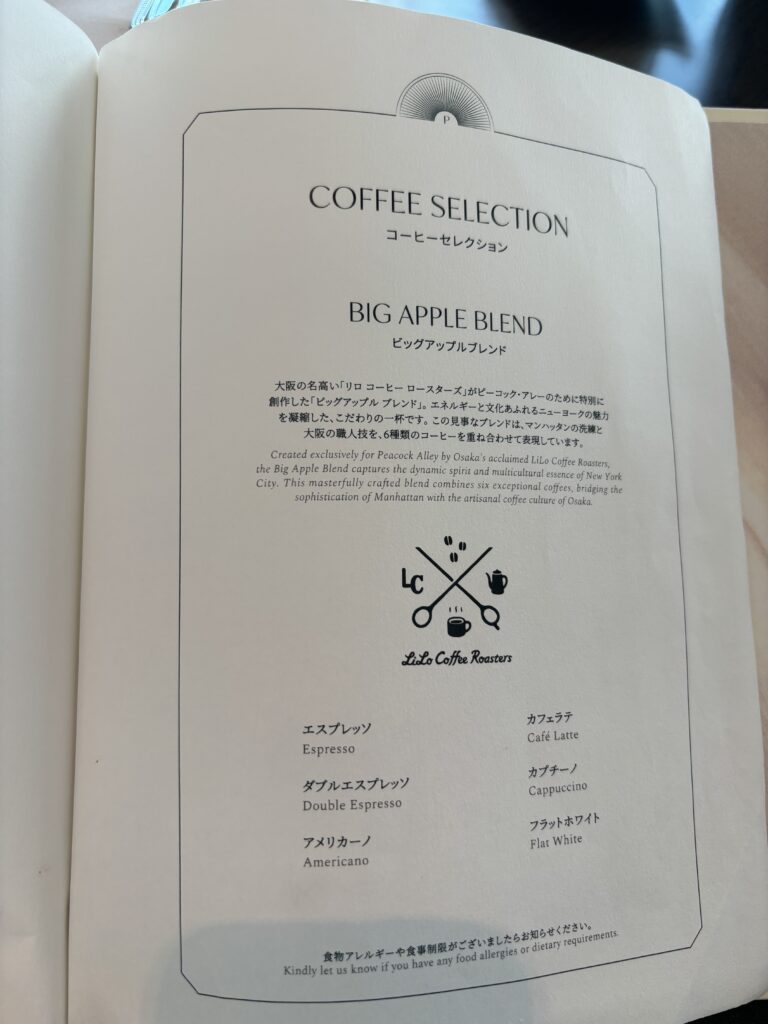 P
COFFEE SELECTION
コーヒーセレクション
BIG APPLE BLEND
ビッグアップルブレンド
大阪の名高い「リロ コーヒー ロースターズ」がピーコック・アレーのために特別に
創作した「ビッグアップル ブレンド」。エネルギーと文化あふれるニューヨークの魅力
を凝縮した、こだわりの一杯です。この見事なブレンドは、マンハッタンの洗練と
大阪の職人技を、6種類のコーヒーを重ね合わせて表現しています。
Created exclusively for Peacock Alley by Osaka's acclaimed LiLo Coffee Roasters,
the Big Apple Blend captures the dynamic spirit and multicultural essence of New York
City. This masterfully crafted blend combines six exceptional coffees, bridging the
sophistication of Manhattan with the artisanal coffee culture of Osaka.
LC
LiLo Coffee Roasters
エスプレッソ
Espresso
ダブルエスプレッソ
Double Espresso
アメリカーノ
Americano
カフェラテ
Café Latte
カプチーノ
Cappuccino
フラットホワイト
Flat White
食物アレルギーや食事制限がございましたらお知らせください。
Kindly let us know if you have any food allergies or dietary requirements.